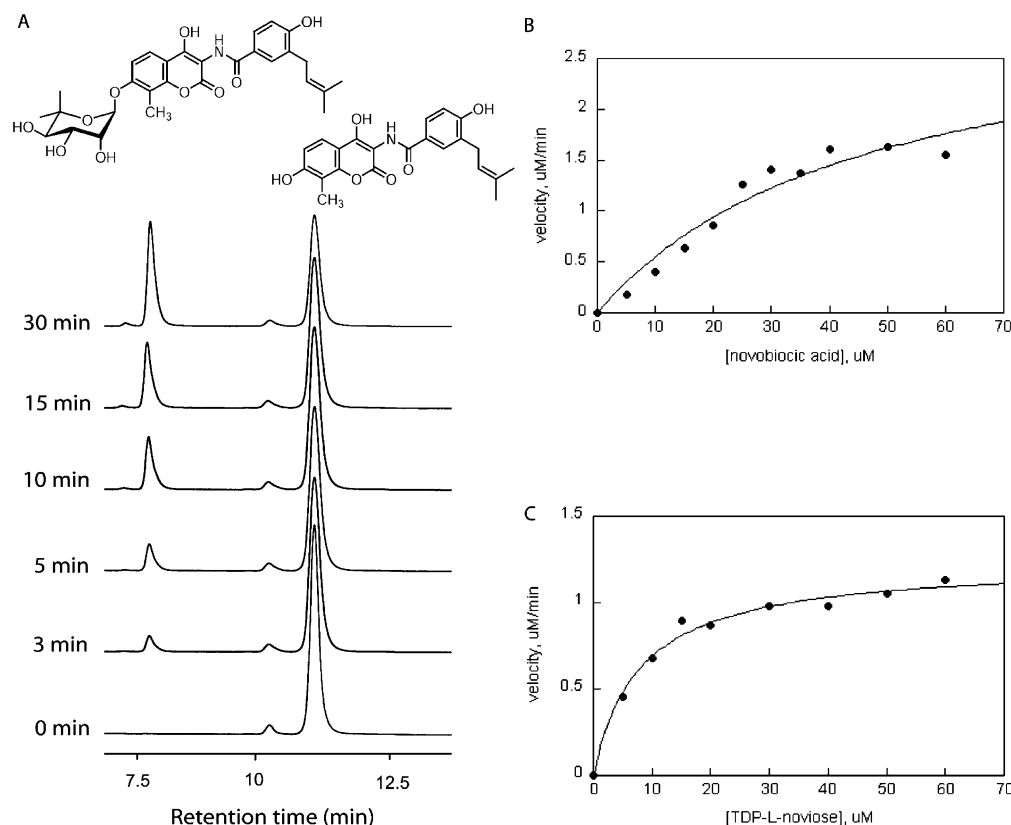 A
OH
H
N
O
OH
O
O
O
CH3
O
HO
HO
OH
OH
H
N
O
OH
HO
O
O
CH3
30 min
15 min
10 min
5 min
3 min
0 min
7.5 10 12.5
Retention time (min)
B
2.5
2
1.5
1
0.5
0
velocity, uM/min
0 10 20 30 40 50 60 70
[novobiocic acid], uM
C
1.5
1
0.5
0
velocity, uM/min
0 10 20 30 40 50 60 70
[TDP-L-noviose], uM